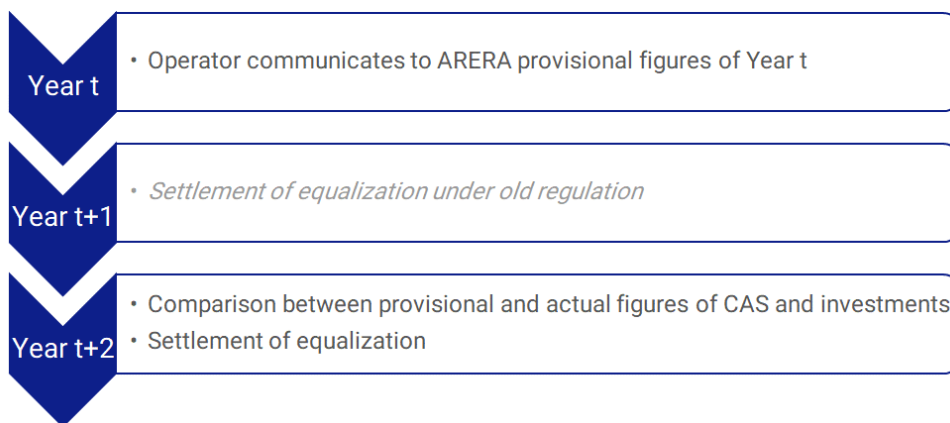 Year t
• Operator communicates to ARERA provisional figures of Year t
Year t+1
• Settlement of equalization under old regulation
Year t+2
• Comparison between provisional and actual figures of CAS and investments
• Settlement of equalization